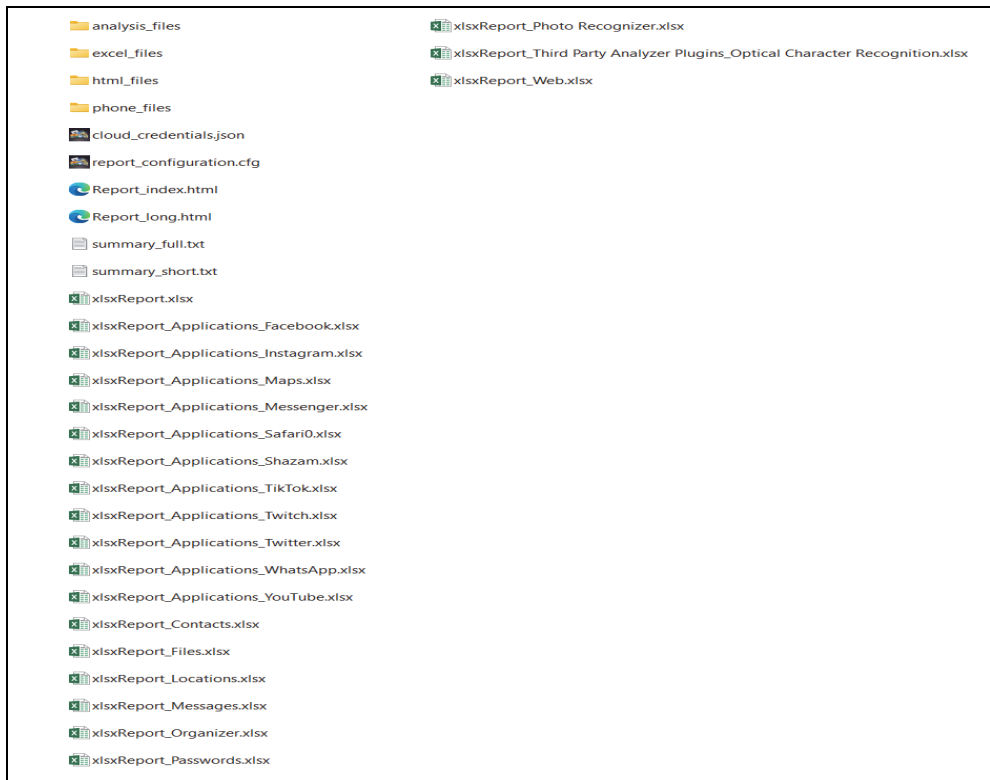 analysis_files
excel_files
html_files
phone_files
cloud_credentials.json
report_configuration.cfg
Report_index.html
Report_long.html
summary_full.txt
summary_short.txt
xlsxReport.xlsx
xlsxReport_Applications_Facebook.xlsx
xlsxReport_Applications_Instagram.xlsx
xlsxReport_Applications_Maps.xlsx
xlsxReport_Applications_Messenger.xlsx
xlsxReport_Applications_Safari0.xlsx
xlsxReport_Applications_Shazam.xlsx
xlsxReport_Applications_TikTok.xlsx
xlsxReport_Applications_Twitch.xlsx
xlsxReport_Applications_Twitter.xlsx
xlsxReport_Applications_WhatsApp.xlsx
xlsxReport_Applications_YouTube.xlsx
xlsxReport_Contacts.xlsx
xlsxReport_Files.xlsx
xlsxReport_Locations.xlsx
xlsxReport_Messages.xlsx
xlsxReport_Organizer.xlsx
xlsxReport_Passwords.xlsx
xlsxReport_Photo Recognizer.xlsx
xlsxReport_Third Party Analyzer Plugins_Optical Character Recognition.xlsx
xlsxReport_Web.xlsx